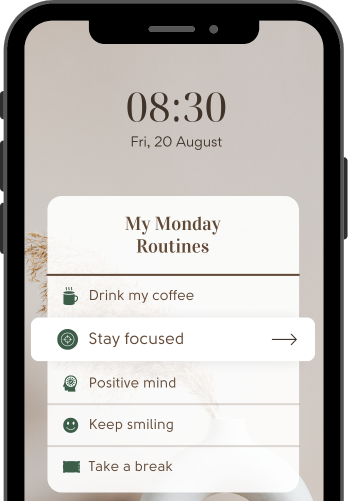 08:30
Fri, 20 August
My Monday
Routines
Drink my coffee
Stay focused
Positive mind
Keep smiling
Take a break